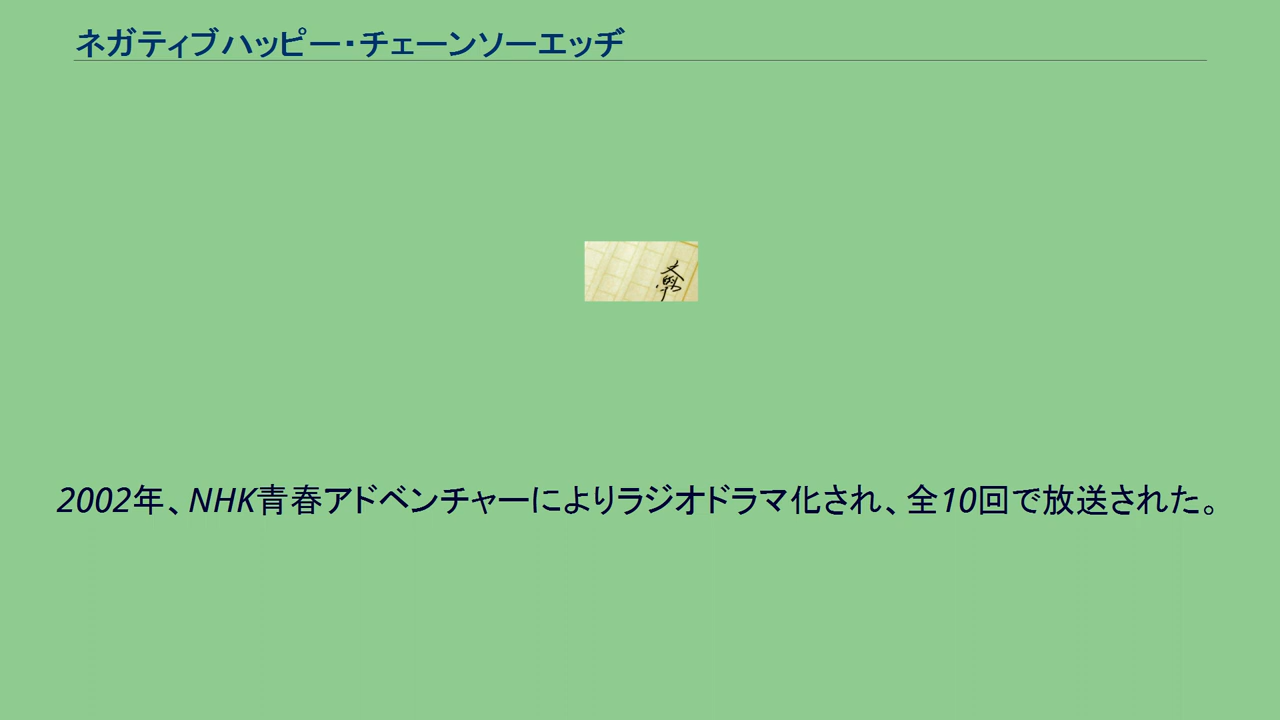 ネガティブハッピー・チェーンソーエッヂ
2002年、NHK青春アドベンチャーによりラジオドラマ化され、全10回で放送された。